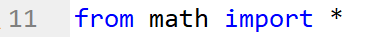 11 from math import *